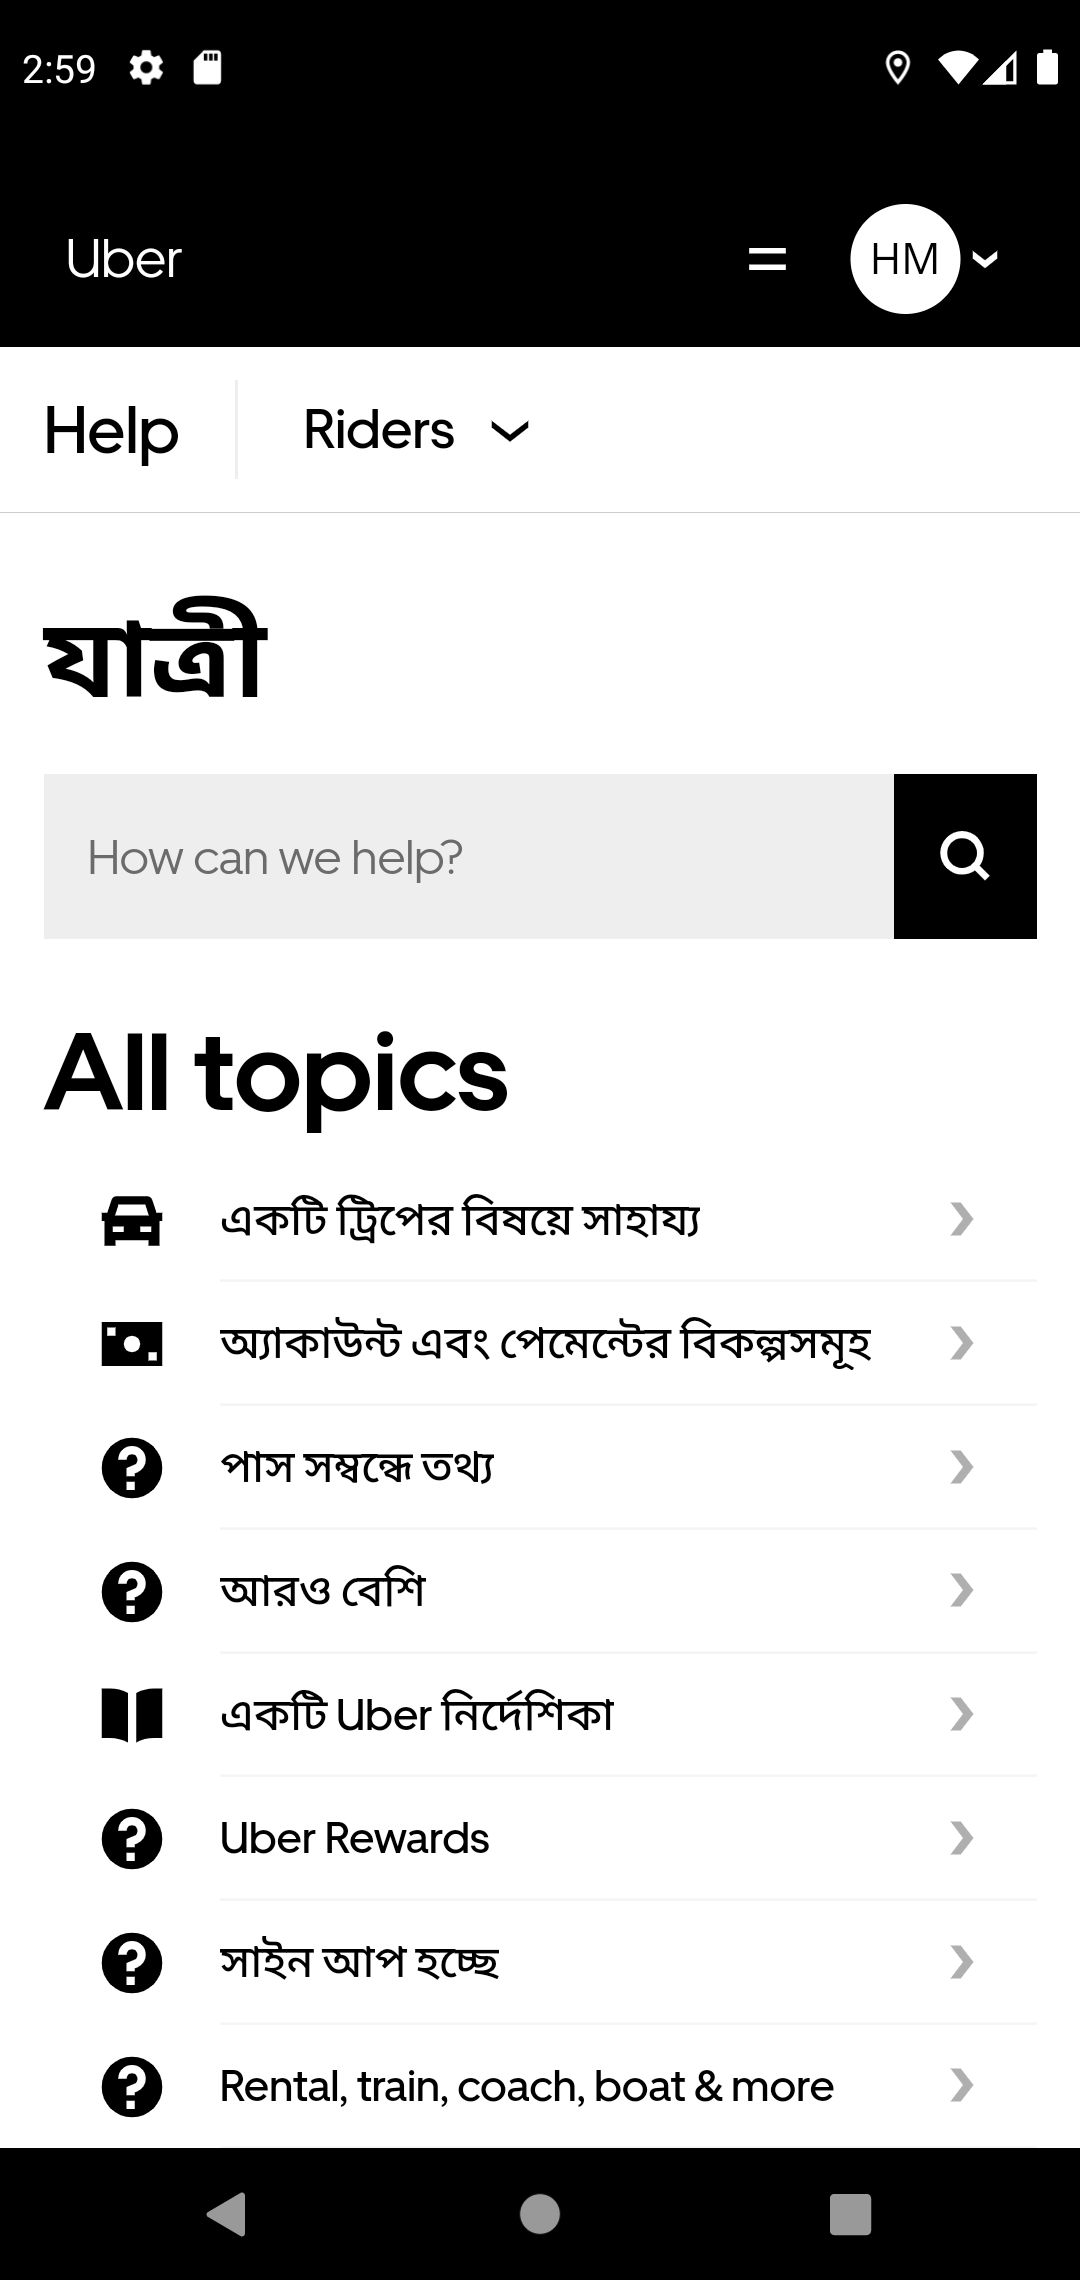 2:59
Uber
HM
Help
Riders
যাত্রী
How can we help?
All topics
একটি ট্রিপের বিষয়ে সাহায্য
অ্যাকাউন্ট এবং পেমেন্টের বিকল্পসমূহ
পাস সম্বন্ধে তথ্য
আরও বেশি
একটি Uber নির্দেশিকা
Uber Rewards
সাইন আপ হচ্ছে
Rental, train, coach, boat & more